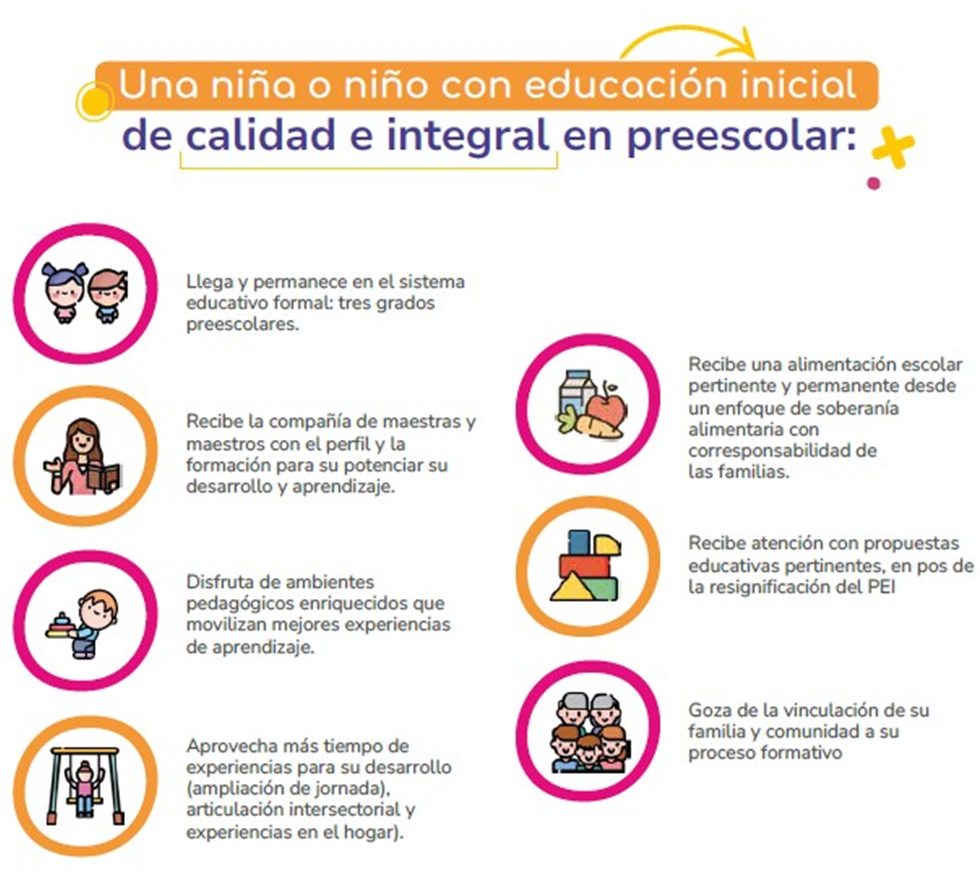 Una niña o niño con educación inicial
de calidad e integral en preescolar:
Llega y permanece en el sistema
educativo formal: tres grados
preescolares.
Recibe la compañía de maestras y
maestros con el perfil y la
formación para su potenciar su
desarrollo y aprendizaje.
Disfruta de ambientes
pedagógicos enriquecidos que
movilizan mejores experiencias
de aprendizaje.
Aprovecha más tiempo de
experiencias para su desarrollo
(ampliación de jornada),
articulación intersectorial y
experiencias en el hogar).
Recibe una alimentación escolar
pertinente y permanente desde
un enfoque de soberanía
alimentaria con
corresponsabilidad de
las familias.
Recibe atención con propuestas
educativas pertinentes, en pos de
la resignificación del PEI
Goza de la vinculación de su
familia y comunidad a su
proceso formativo